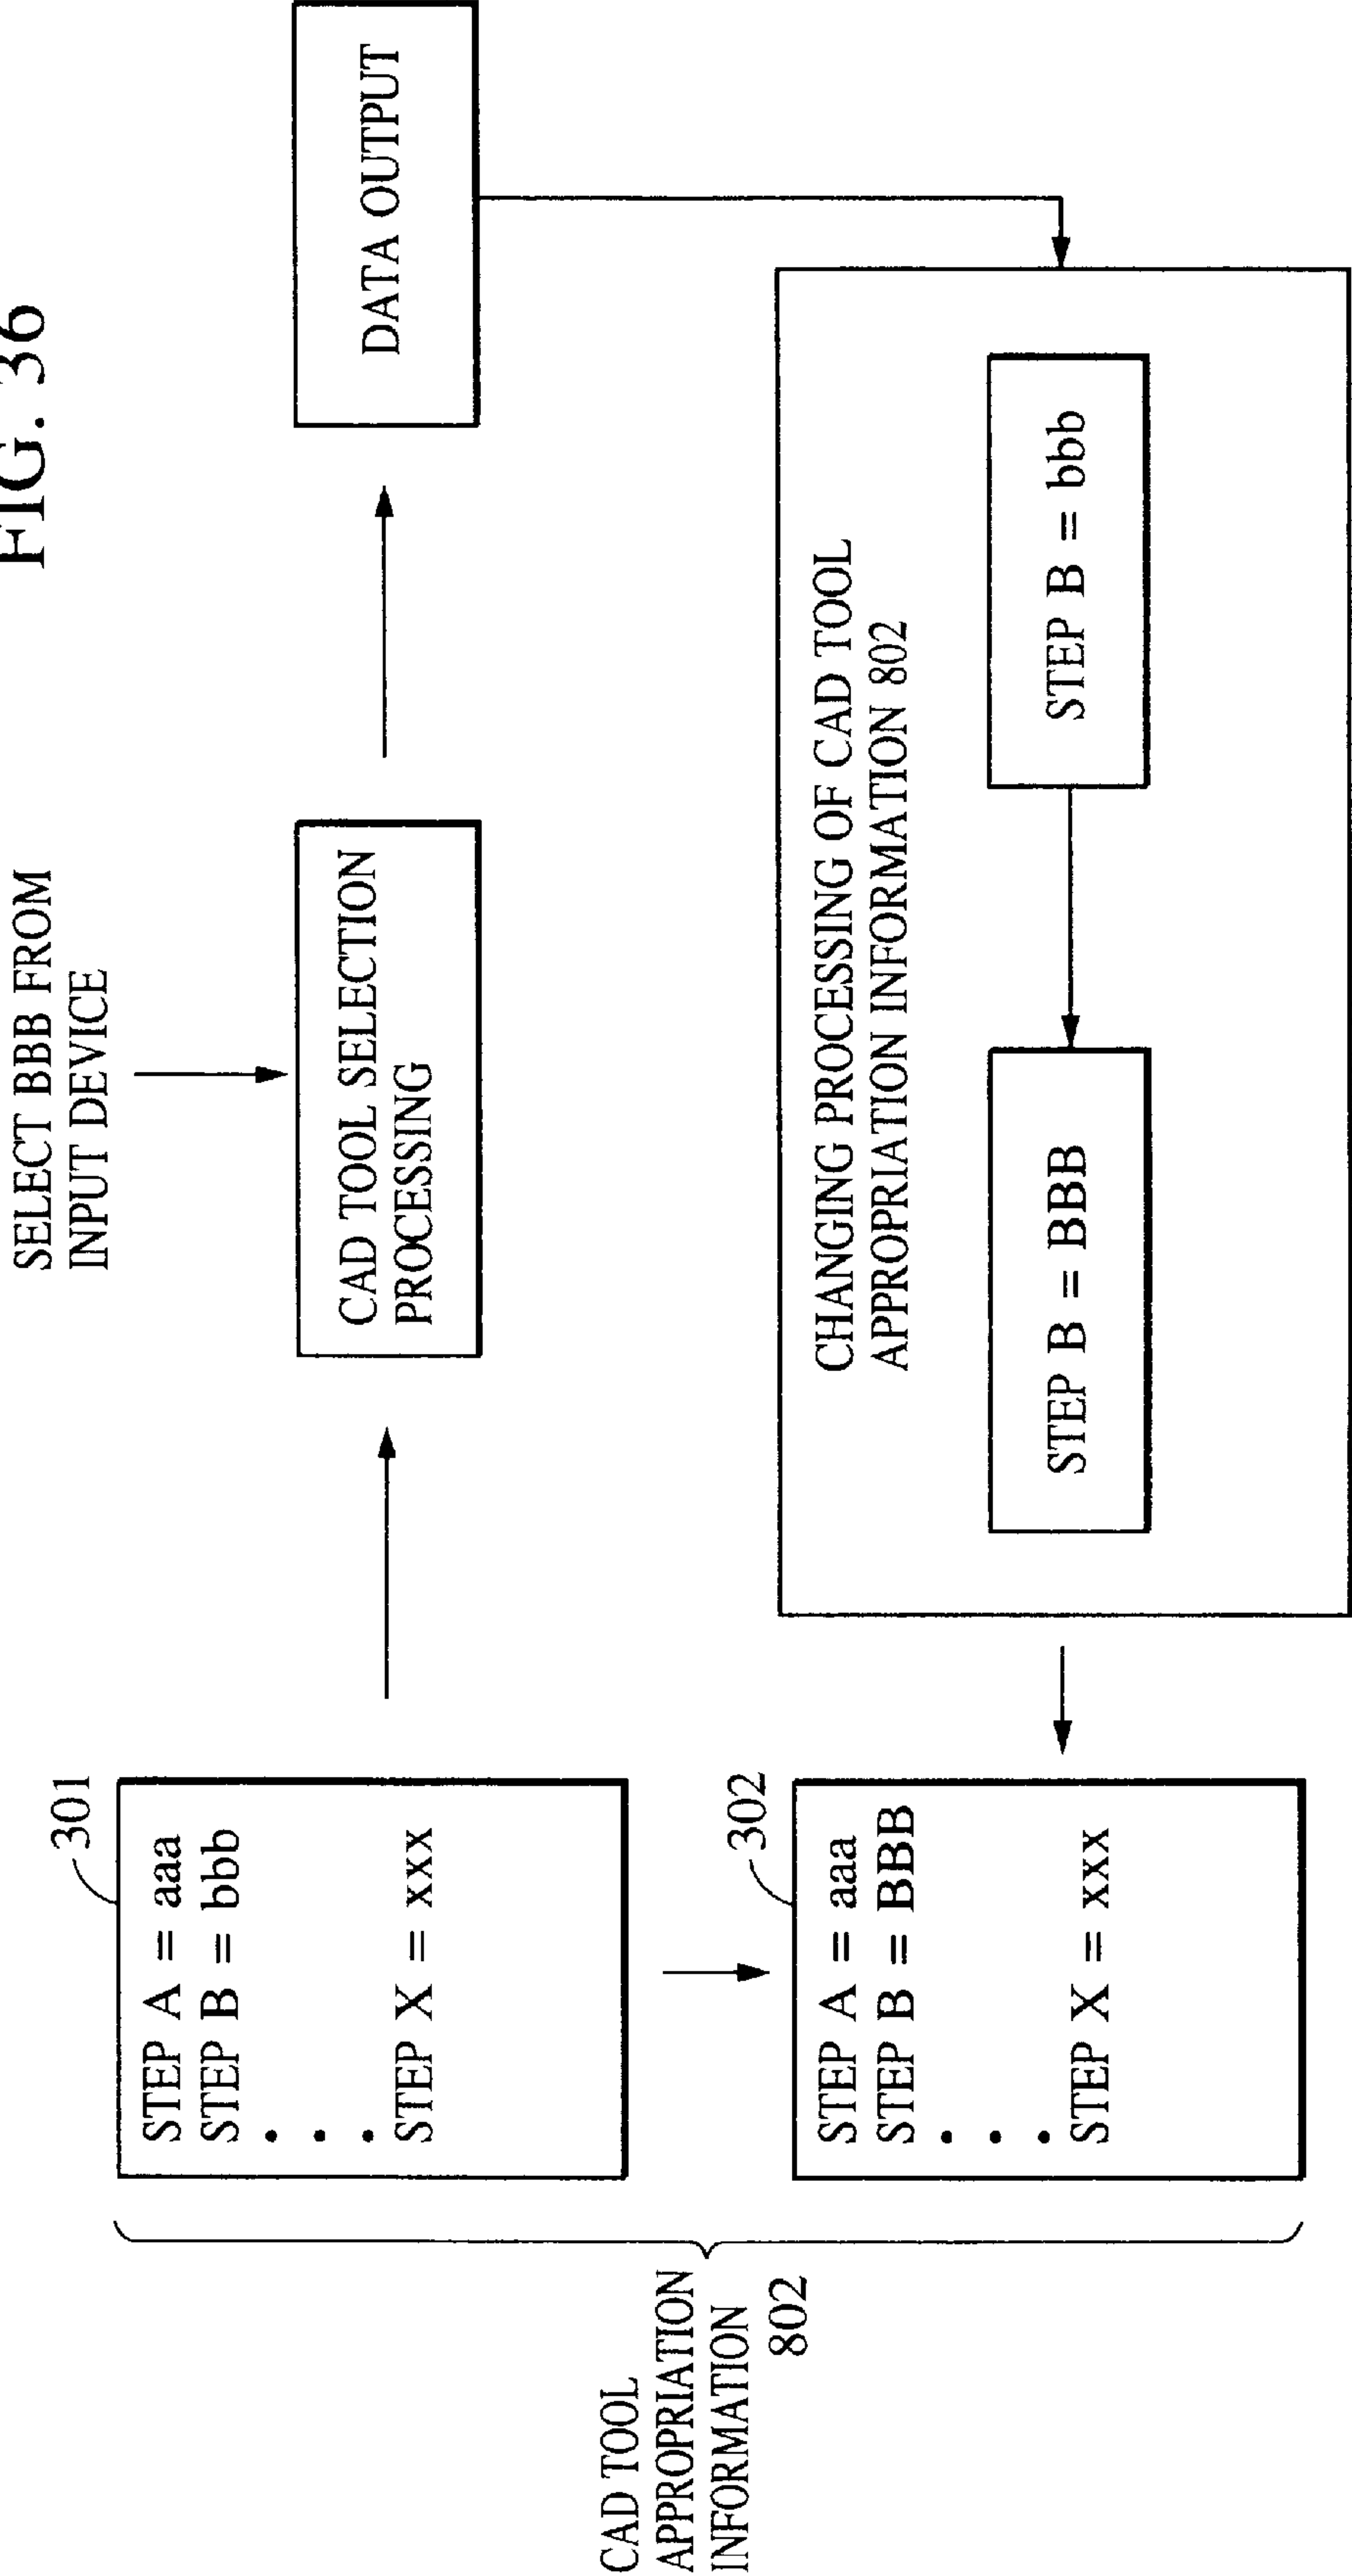 FIG. 36
SELECT BBB FROM
INPUT DEVICE
301
STEP A = aaa
STEP B = bbb
. . .
STEP X = xxx
CAD TOOL SELECTION
PROCESSING
DATA OUTPUT
CAD TOOL
APPROPRIATION
INFORMATION
802
302
STEP A = aaa
STEP B = BBB
. . .
STEP X = xxx
CHANGING PROCESSING OF CAD TOOL
APPROPRIATION INFORMATION 802
STEP B = BBB
STEP B = bbb